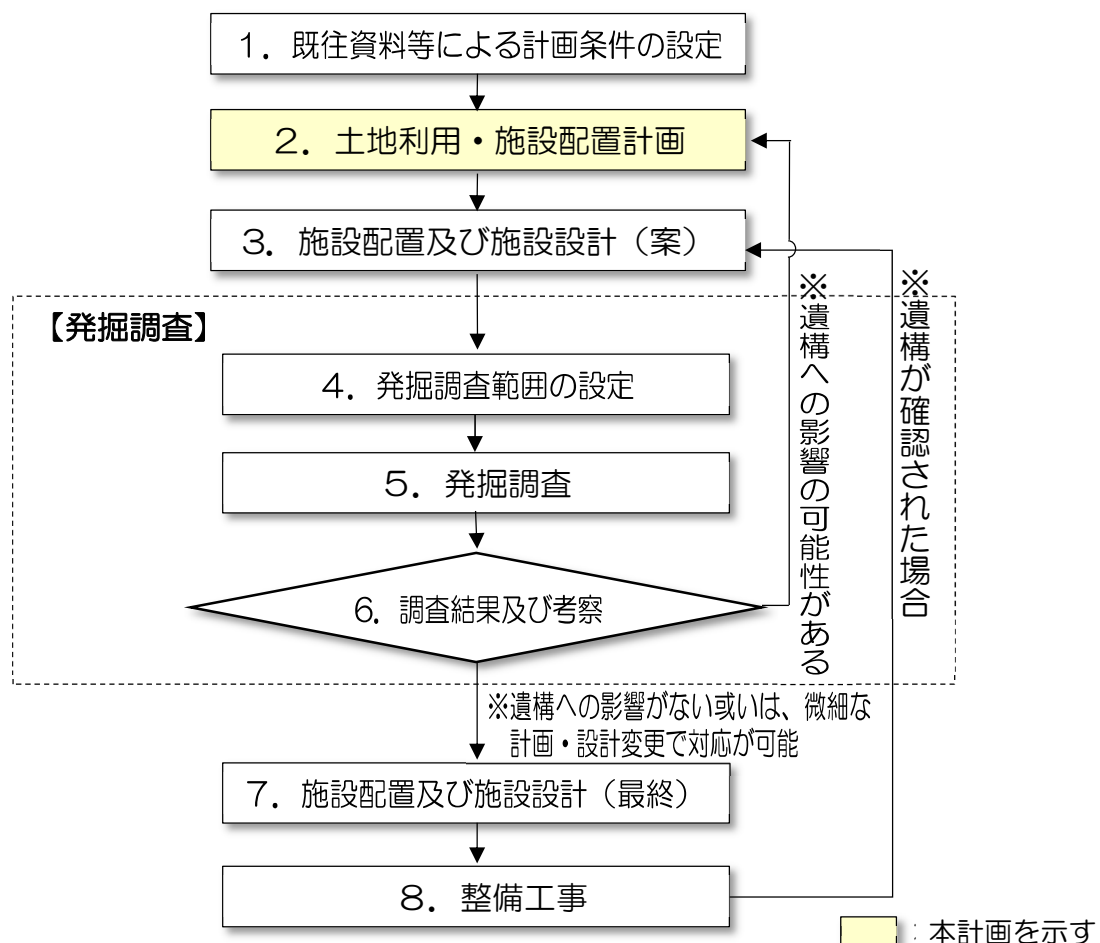 １．既往資料等による計画条件の設定
２．土地利用・施設配置計画
３．施設配置及び施設設計（案）
【発掘調査】
４．発掘調査範囲の設定
５．発掘調査
６．調査結果及び考察
※遺構への影響の可能性がある
※遺構が確認された場合
※遺構への影響がない或いは、微細な
計画・設計変更で対応が可能
７．施設配置及び施設設計（最終）
８．整備工事
：本計画を示す